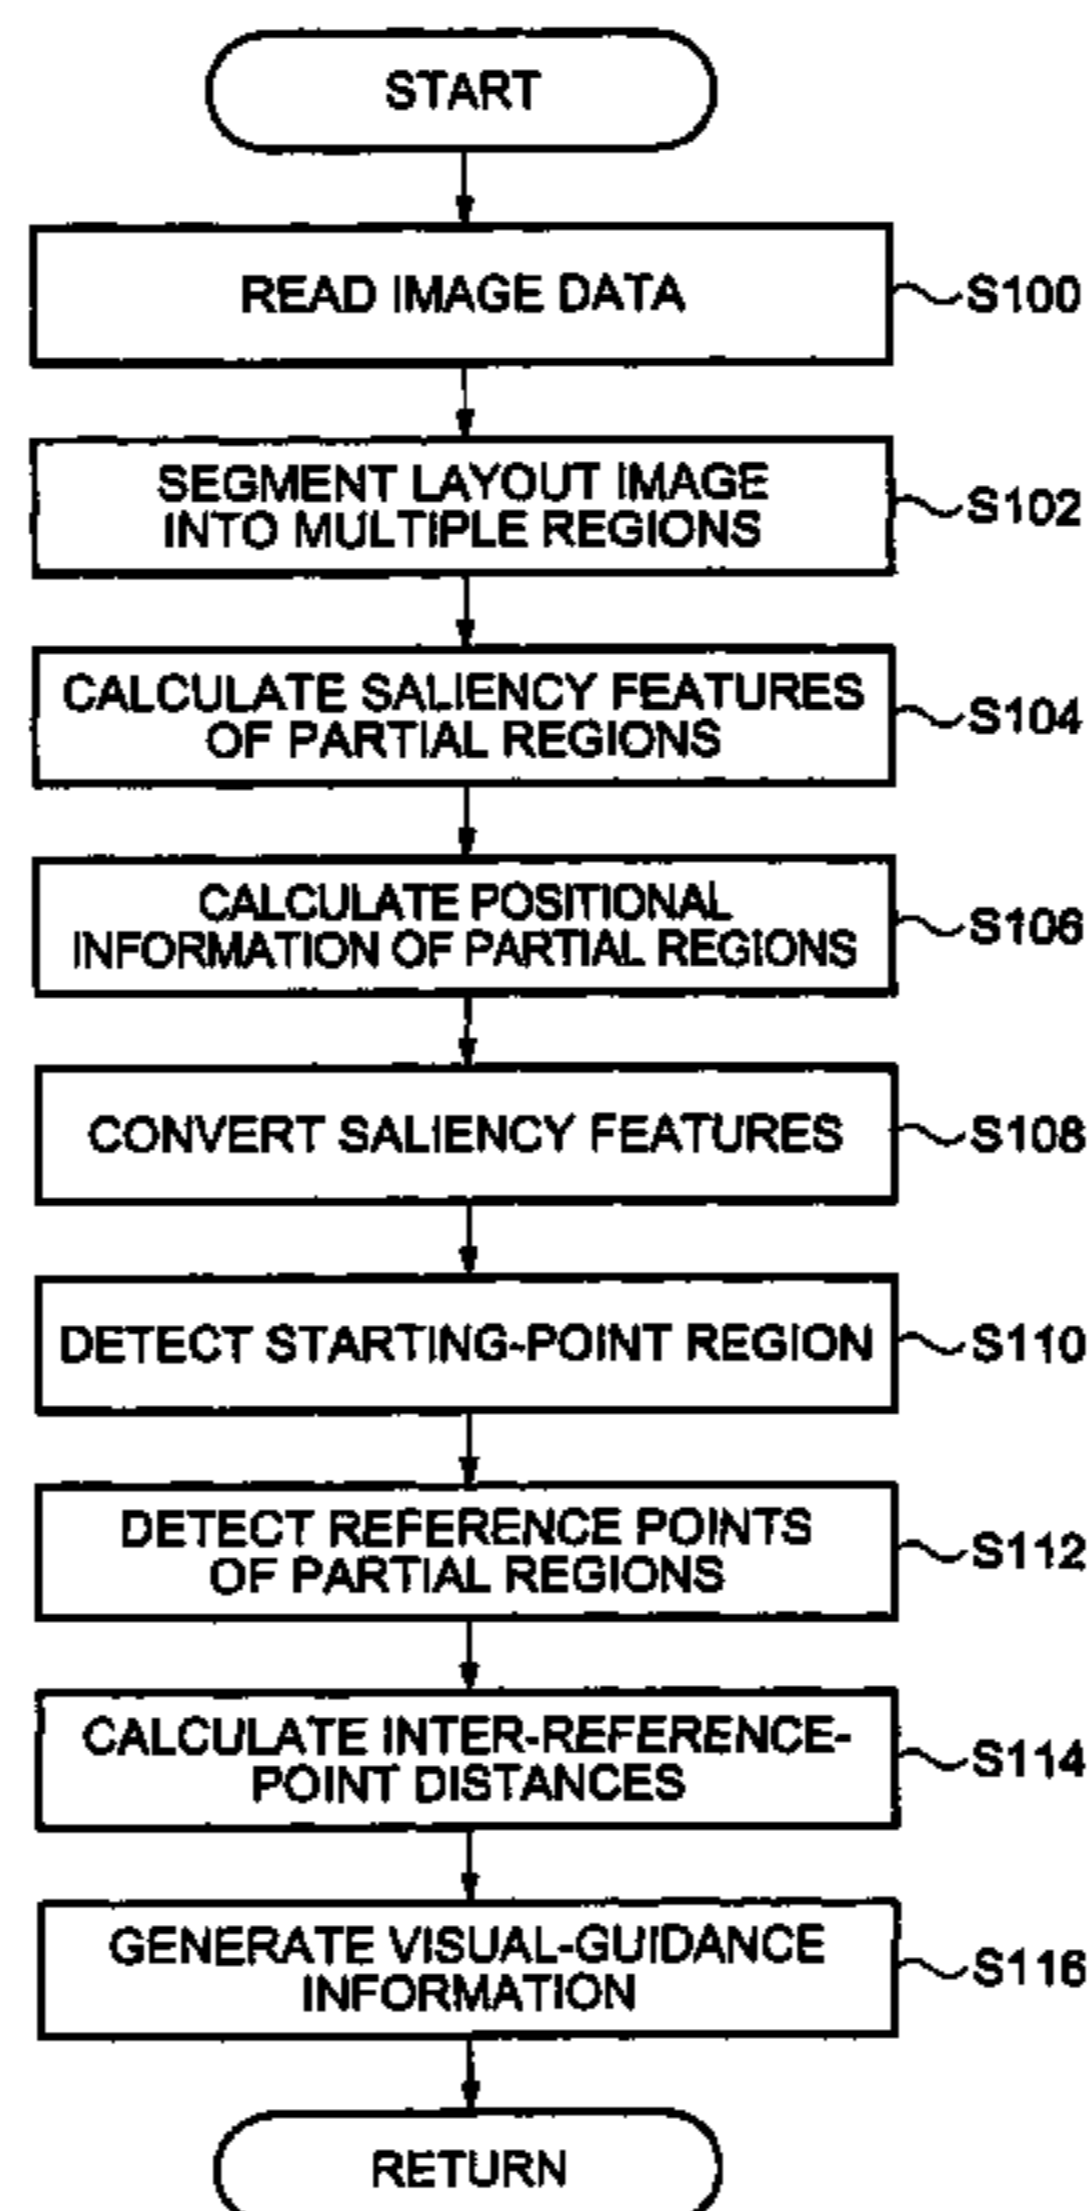 START
READ IMAGE DATA
S100
SEGMENT LAYOUT IMAGE
INTO MULTIPLE REGIONS
S102
CALCULATE SALIENCY FEATURES
OF PARTIAL REGIONS
S104
CALCULATE POSITIONAL
INFORMATION OF PARTIAL REGIONS
S106
CONVERT SALIENCY FEATURES
S108
DETECT STARTING-POINT REGION
S110
DETECT REFERENCE POINTS
OF PARTIAL REGIONS
S112
CALCULATE INTER-REFERENCE-
POINT DISTANCES
S114
GENERATE VISUAL-GUIDANCE
INFORMATION
S116
RETURN